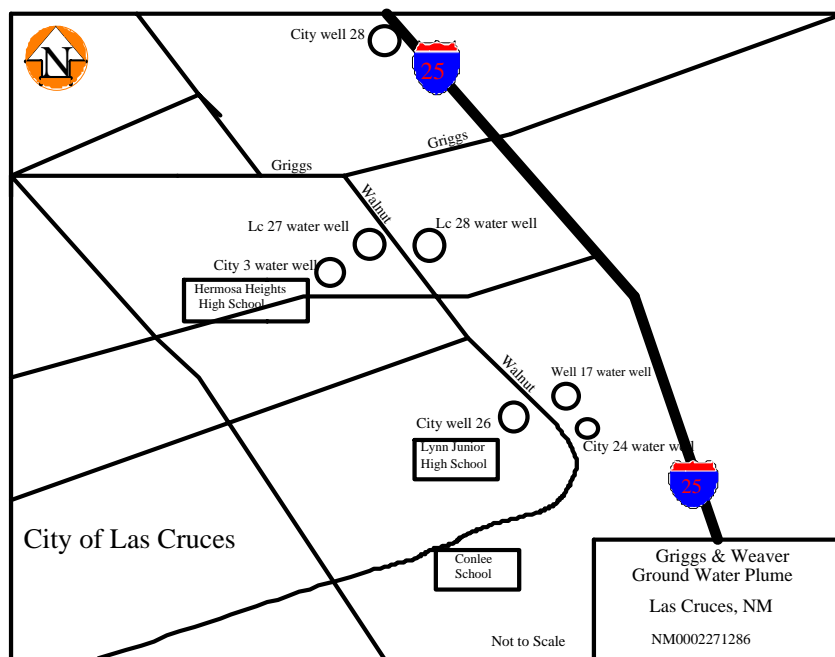 City well 28
N
25
Griggs
Griggs
Walnut
Lc 27 water well
Lc 28 water well
City 3 water well
Hermosa Heights
High School
Walnut
Well 17 water well
City well 26
City 24 water well
Lynn Junior
High School
25
City of Las Cruces
Conlee
School
Griggs & Weaver
Ground Water Plume
Las Cruces, NM
Not to Scale
NM0002271286